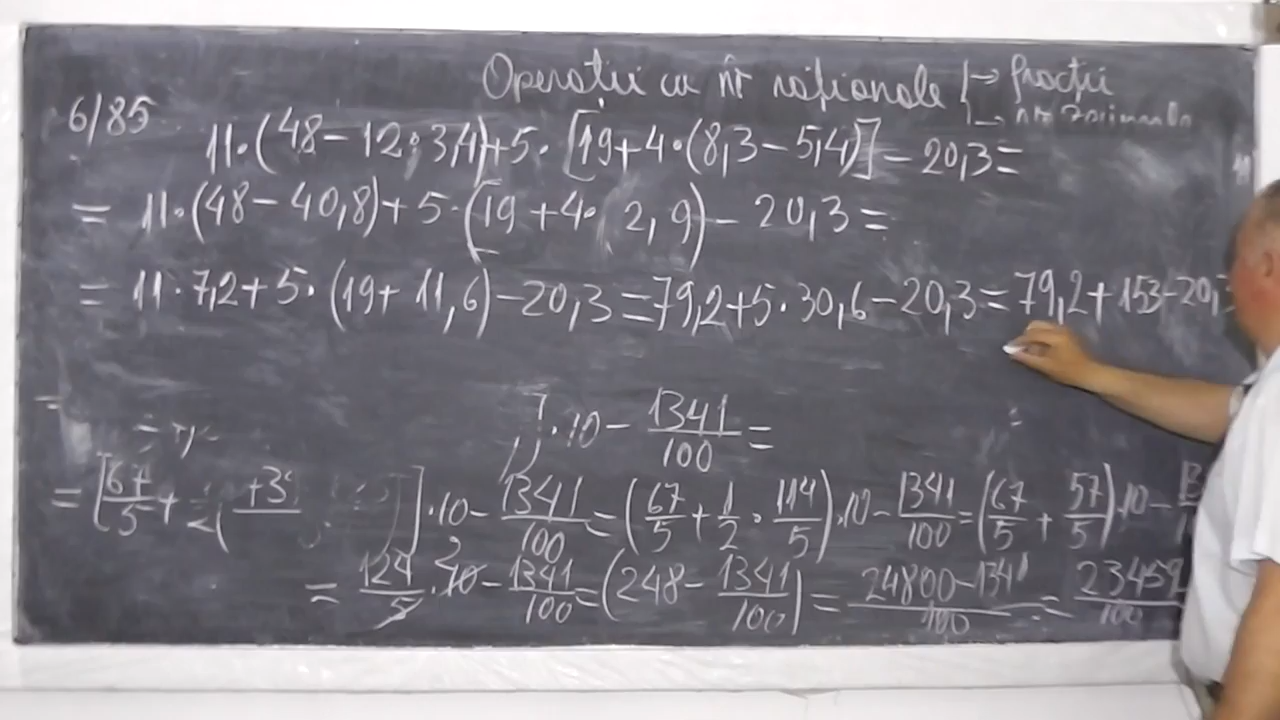 Operații cu nr raționale → fracții
→ nr zecimale
6/85
11·(48-12·3,4)+5·[19+4·(8,3-5,4)]-20,3=
= 11·(48-40,8)+5·(19+4·2,9)-20,3=
= 11·7,2+5·(19+11,6)-20,3=79,2+5·30,6-20,3=79,2+153-20,
·10-1341/100=
= [67/5+ ]·10-1341/100=(67/5+1/2·114/5)·10-1341/100=(67/5+57/5)·10-
= 124/5·10-1341/100=(248-1341/100)=24800-1341/100=23459/100